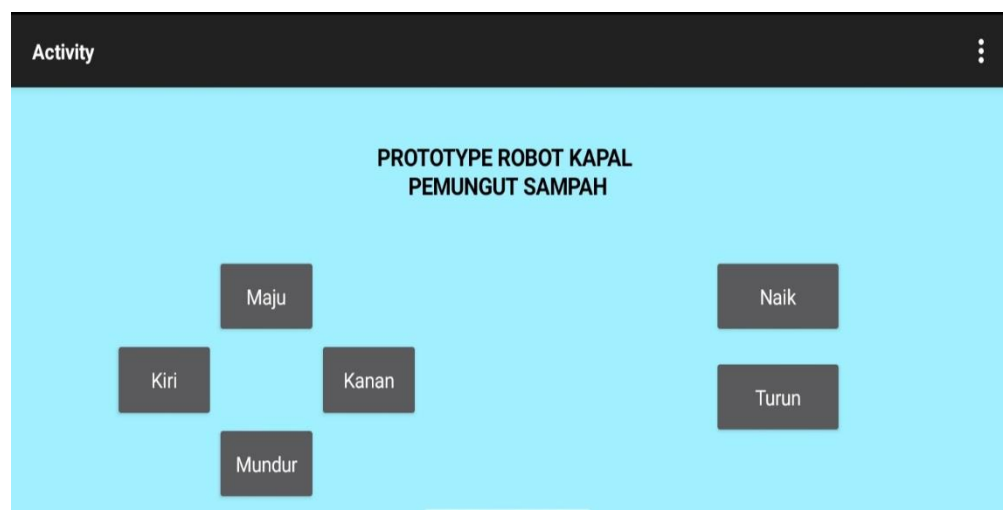 Activity
PROTOTYPE ROBOT KAPAL
PEMUNGUT SAMPAH
Maju
Naik
Kiri
Kanan
Turun
Mundur